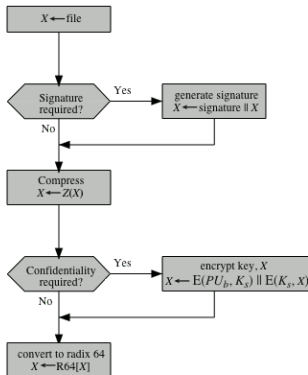 X ← file
Signature
required?
Yes
generate signature
X ← signature || X
No
Compress
X ← Z(X)
Confidentiality
required?
Yes
encrypt key, X
X ← E(PU_b, K_s) || E(K_s, X)
No
convert to radix 64
X ← R64[X]